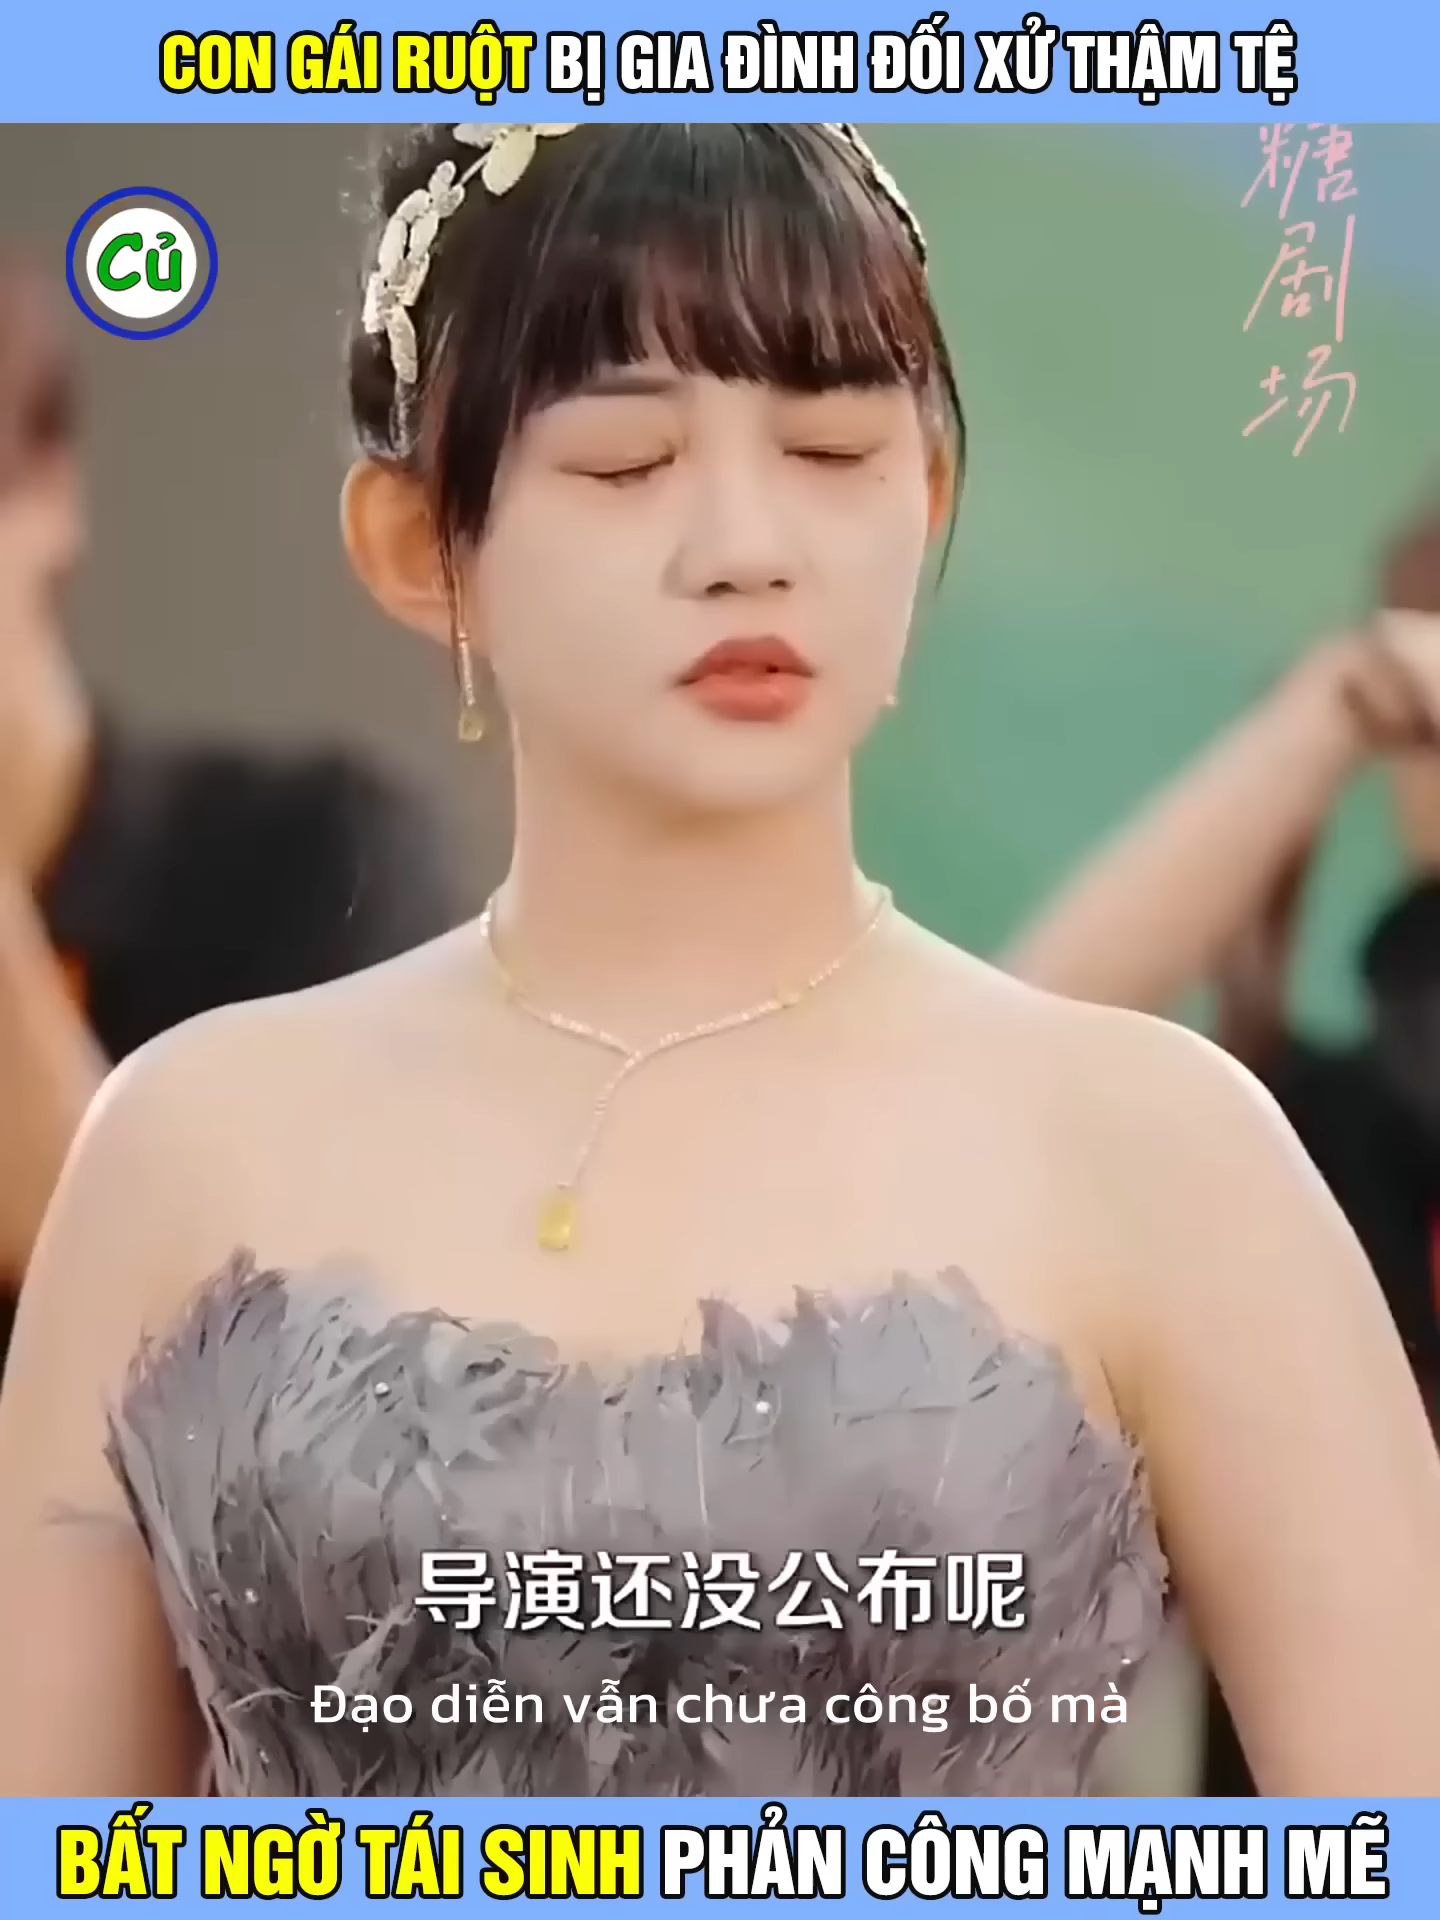 CON GÁI RUỘT BỊ GIA ĐÌNH ĐỐI XỬ THẬM TỆ
Củ
糖剧场
导演还没公布呢
Đạo diễn vẫn chưa công bố mà
BẤT NGỜ TÁI SINH PHẢN CÔNG MẠNH MẼ